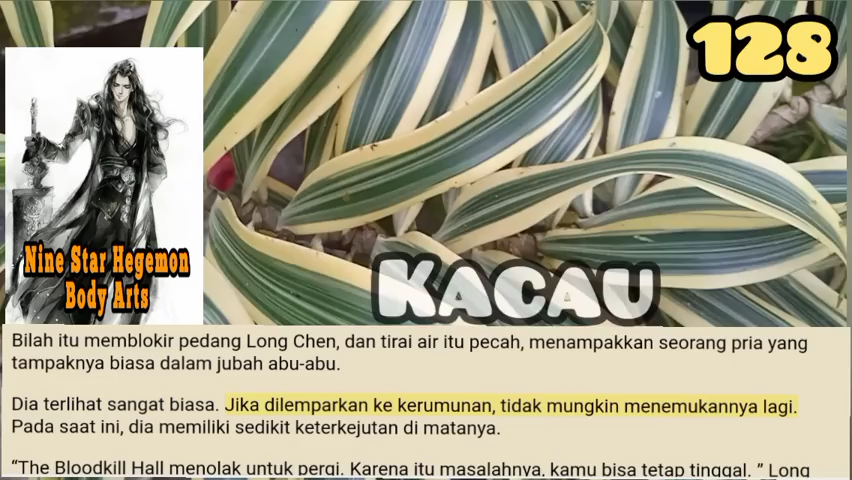 128
Nine Star Hegemon
Body Arts
KACAU
Bilah itu memblokir pedang Long Chen, dan tirai air itu pecah, menampakkan seorang pria yang
tampaknya biasa dalam jubah abu-abu.
Dia terlihat sangat biasa. Jika dilemparkan ke kerumunan, tidak mungkin menemukannya lagi.
Pada saat ini, dia memiliki sedikit keterkejutan di matanya.
“The Bloodkill Hall menolak untuk pergi. Karena itu masalahnya, kamu bisa tetap tinggal. ” Long